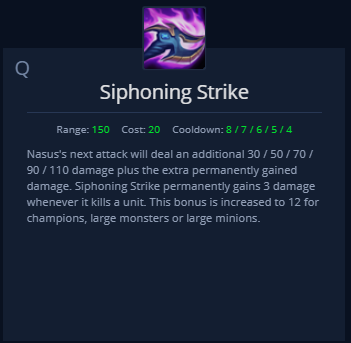 Q
Siphoning Strike
Range: 150 Cost: 20 Cooldown: 8 / 7 / 6 / 5 / 4
Nasus's next attack will deal an additional 30 / 50 / 70 /
90 / 110 damage plus the extra permanently gained
damage. Siphoning Strike permanently gains 3 damage
whenever it kills a unit. This bonus is increased to 12 for
champions, large monsters or large minions.